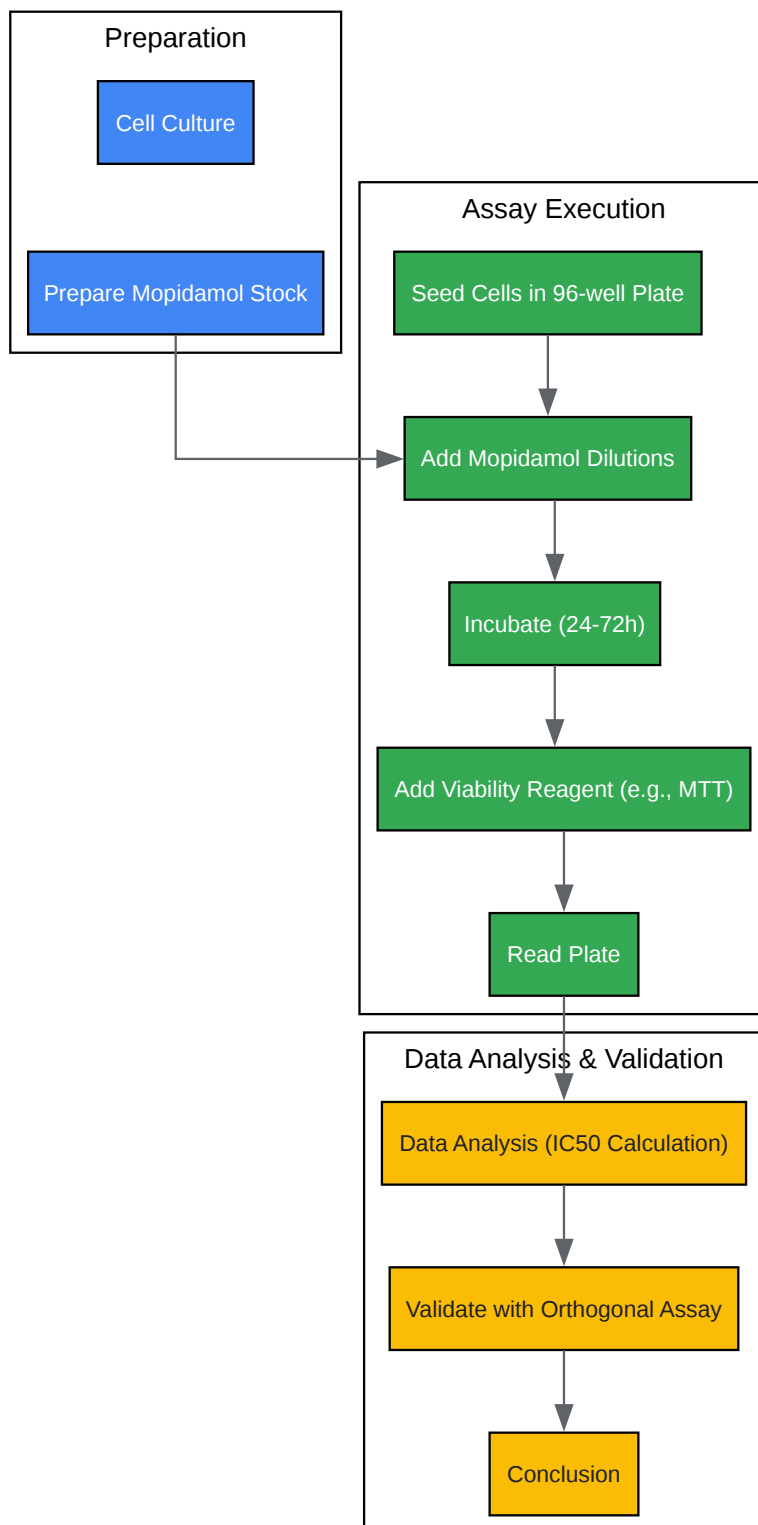 Preparation
Cell Culture
Prepare Mopidamol Stock
Assay Execution
Seed Cells in 96-well Plate
Add Mopidamol Dilutions
Incubate (24-72h)
Add Viability Reagent (e.g., MTT)
Read Plate
Data Analysis & Validation
Data Analysis (IC50 Calculation)
Validate with Orthogonal Assay
Conclusion